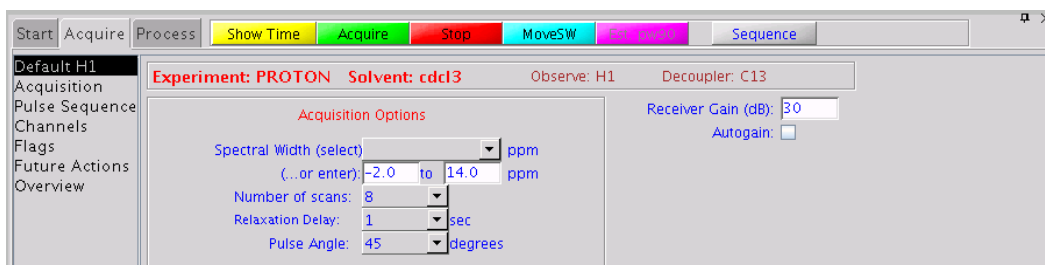 Start Acquire Process Show Time Acquire Stop MoveSW Est. pw90 Sequence
Default H1
Acquisition
Pulse Sequence
Channels
Flags
Future Actions
Overview
Experiment: PROTON Solvent: cdcl3 Observe: H1 Decoupler: C13
Acquisition Options
Spectral Width (select) ppm
(...or enter): -2.0 to 14.0 ppm
Number of scans: 8
Relaxation Delay: 1 sec
Pulse Angle: 45 degrees
Receiver Gain (dB): 30
Autogain: